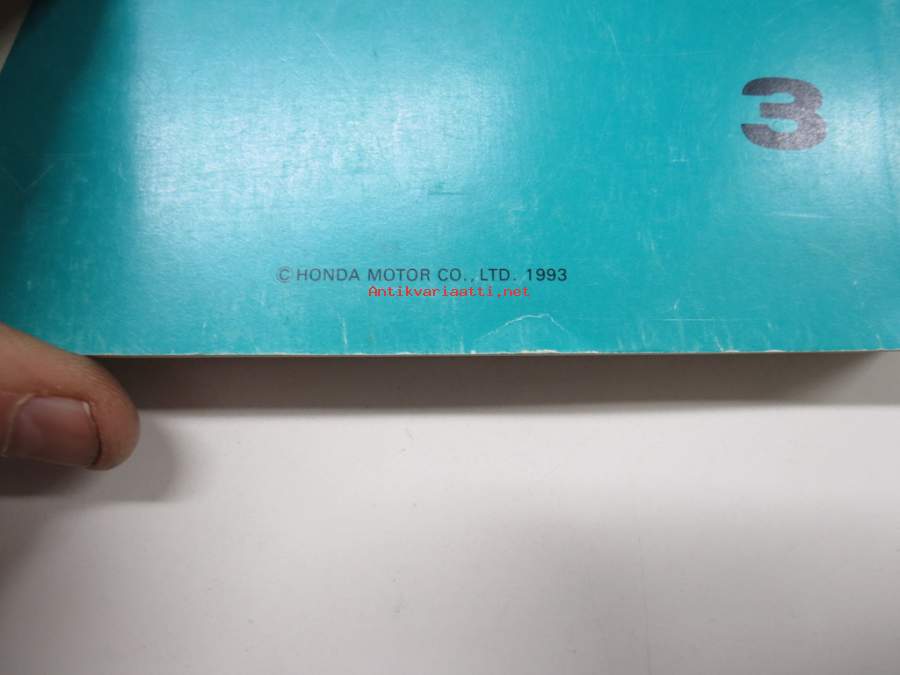 3
© HONDA MOTOR CO., LTD. 1993
Antikvariaatti.net